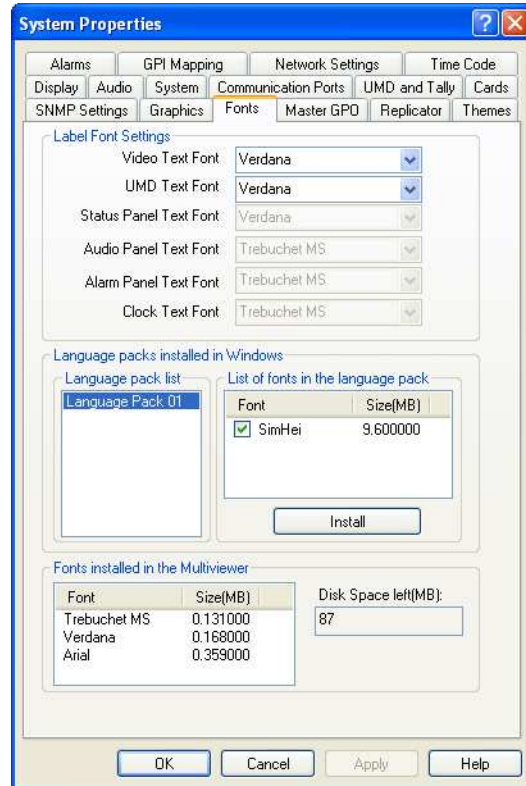 System Properties
Alarms GPI Mapping Network Settings Time Code
Display Audio System Communication Ports UMD and Tally Cards
SNMP Settings Graphics Fonts Master GPO Replicator Themes
Label Font Settings
Video Text Font Verdana
UMD Text Font Verdana
Status Panel Text Font Verdana
Audio Panel Text Font Trebuchet MS
Alarm Panel Text Font Trebuchet MS
Clock Text Font Trebuchet MS
Language packs installed in Windows
Language pack list
Language Pack 01
List of fonts in the language pack
Font Size(MB)
SimHei 9.600000
Install
Fonts installed in the Multiviewer
Font Size(MB)
Trebuchet MS 0.131000
Verdana 0.168000
Arial 0.359000
Disk Space left(MB):
87
OK Cancel Apply Help